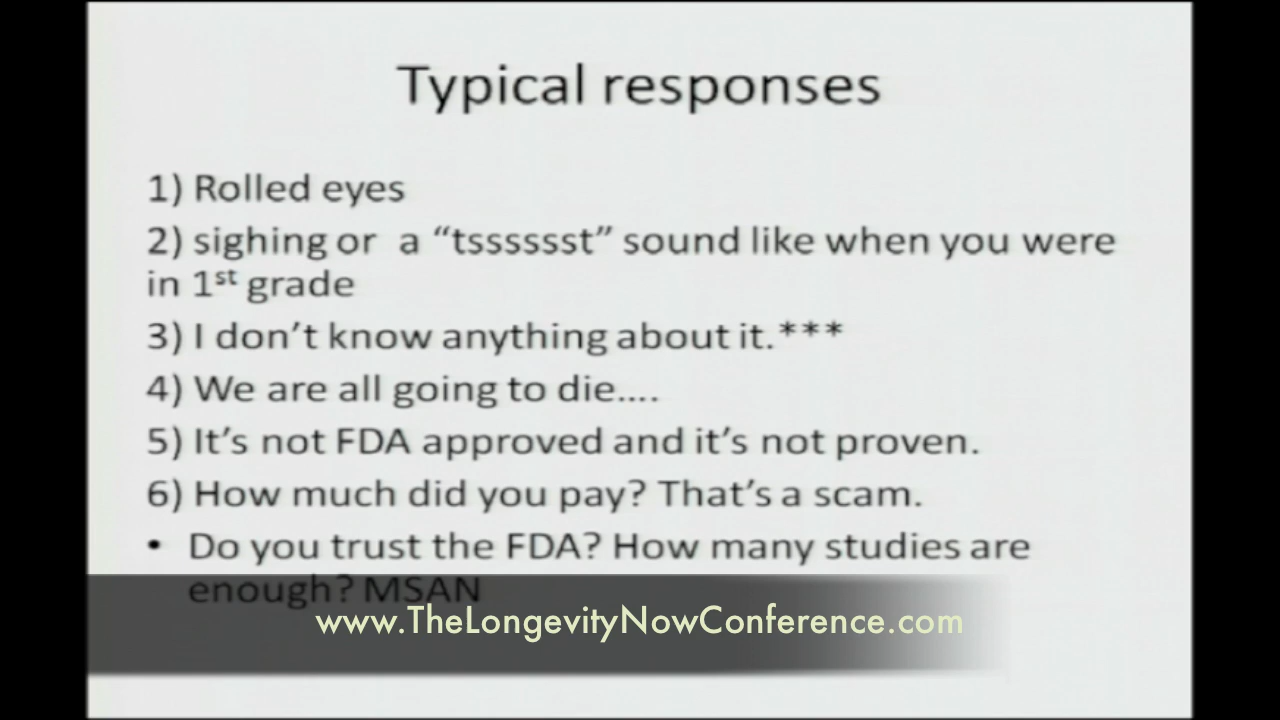 Typical responses
1) Rolled eyes
2) sighing or a “tsssssst” sound like when you were
in 1st grade
3) I don’t know anything about it.***
4) We are all going to die....
5) It’s not FDA approved and it’s not proven.
6) How much did you pay? That’s a scam.
• Do you trust the FDA? How many studies are
enough? MSAN
www.TheLongevityNowConference.com